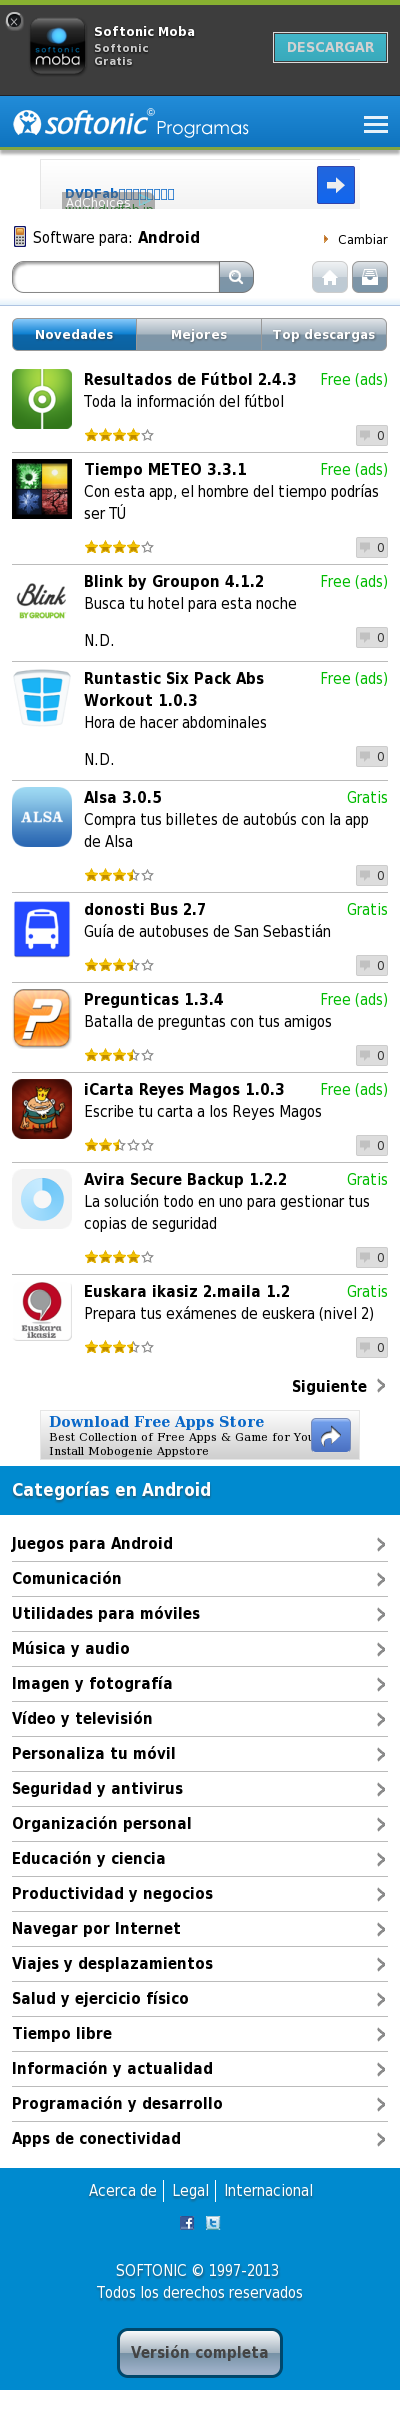 Softonic Moba
Softonic
Gratis
softonic
moba
DESCARGAR
softonic© Programas
DVDFab
AdChoices
Software para: Android
Cambiar
Novedades
Mejores
Top descargas
Resultados de Fútbol 2.4.3
Free (ads)
Toda la información del fútbol
0
Tiempo METEO 3.3.1
Free (ads)
Con esta app, el hombre del tiempo podrías
ser TÚ
0
Blink
BY GROUPON
Blink by Groupon 4.1.2
Free (ads)
Busca tu hotel para esta noche
N.D.
0
Runtastic Six Pack Abs
Workout 1.0.3
Free (ads)
Hora de hacer abdominales
N.D.
0
ALSA
Alsa 3.0.5
Gratis
Compra tus billetes de autobús con la app
de Alsa
0
donosti Bus 2.7
Gratis
Guía de autobuses de San Sebastián
0
Pregunticas 1.3.4
Free (ads)
Batalla de preguntas con tus amigos
0
iCarta Reyes Magos 1.0.3
Free (ads)
Escribe tu carta a los Reyes Magos
0
Avira Secure Backup 1.2.2
Gratis
La solución todo en uno para gestionar tus
copias de seguridad
0
Euskara
ikasiz
Euskara ikasiz 2.maila 1.2
Gratis
Prepara tus exámenes de euskera (nivel 2)
0
Siguiente
Download Free Apps Store
Best Collection of Free Apps & Game for You
Install Mobogenie Appstore
Categorías en Android
Juegos para Android
Comunicación
Utilidades para móviles
Música y audio
Imagen y fotografía
Vídeo y televisión
Personaliza tu móvil
Seguridad y antivirus
Organización personal
Educación y ciencia
Productividad y negocios
Navegar por Internet
Viajes y desplazamientos
Salud y ejercicio físico
Tiempo libre
Información y actualidad
Programación y desarrollo
Apps de conectividad
Acerca de
Legal
Internacional
SOFTONIC © 1997-2013
Todos los derechos reservados
Versión completa